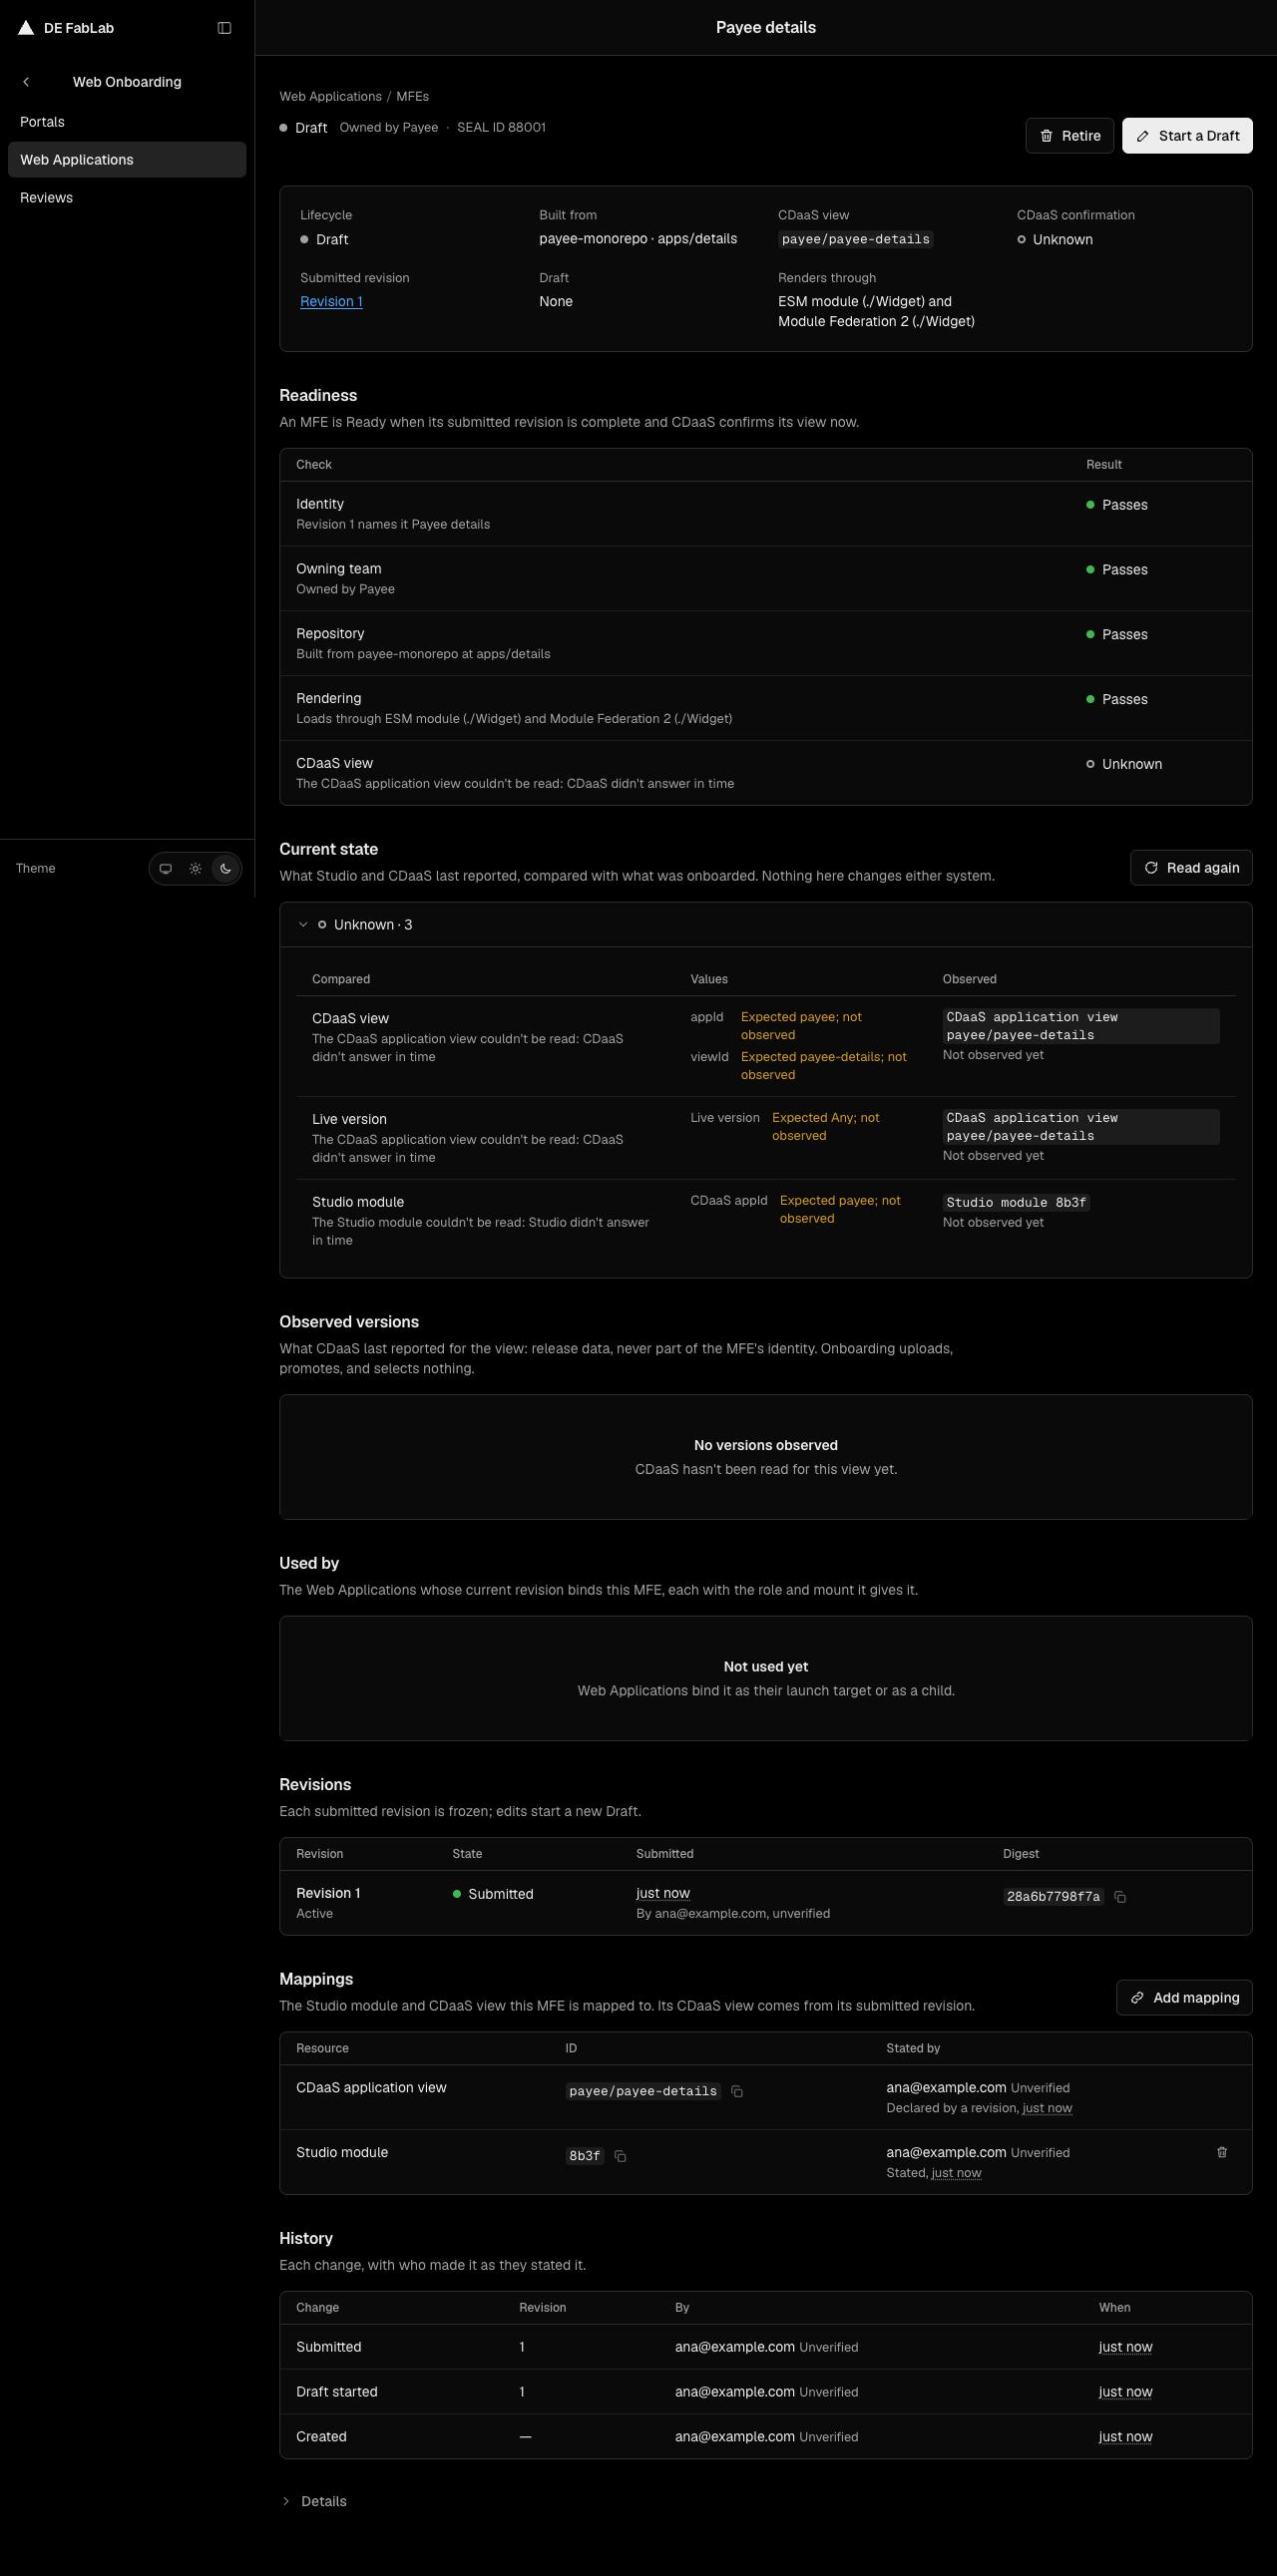 DE FabLab
Payee details
Web Onboarding
Portals
Web Applications
Reviews
Theme
Web Applications / MFEs
Draft Owned by Payee · SEAL ID 88001
Retire
Start a Draft
Lifecycle
Draft
Built from
payee-monorepo · apps/details
CDaaS view
payee/payee-details
CDaaS confirmation
Unknown
Submitted revision
Revision 1
Draft
None
Renders through
ESM module (./Widget) and
Module Federation 2 (./Widget)
Readiness
An MFE is Ready when its submitted revision is complete and CDaaS confirms its view now.
Check Result
Identity Passes
Revision 1 names it Payee details
Owning team Passes
Owned by Payee
Repository Passes
Built from payee-monorepo at apps/details
Rendering Passes
Loads through ESM module (./Widget) and Module Federation 2 (./Widget)
CDaaS view Unknown
The CDaaS application view couldn't be read: CDaaS didn't answer in time
Current state
What Studio and CDaaS last reported, compared with what was onboarded. Nothing here changes either system.
Read again
Unknown · 3
Compared Values Observed
CDaaS view
The CDaaS application view couldn't be read: CDaaS
didn't answer in time
appId Expected payee; not
observed
viewId Expected payee-details; not
observed
CDaaS application view
payee/payee-details
Not observed yet
Live version
The CDaaS application view couldn't be read: CDaaS
didn't answer in time
Live version Expected Any; not
observed
CDaaS application view
payee/payee-details
Not observed yet
Studio module
The Studio module couldn't be read: Studio didn't answer
in time
CDaaS appId Expected payee; not
observed
Studio module 8b3f
Not observed yet
Observed versions
What CDaaS last reported for the view: release data, never part of the MFE's identity. Onboarding uploads,
promotes, and selects nothing.
No versions observed
CDaaS hasn't been read for this view yet.
Used by
The Web Applications whose current revision binds this MFE, each with the role and mount it gives it.
Not used yet
Web Applications bind it as their launch target or as a child.
Revisions
Each submitted revision is frozen; edits start a new Draft.
Revision State Submitted Digest
Revision 1 Submitted just now 28a6b7798f7a
Active By ana@example.com, unverified
Mappings
The Studio module and CDaaS view this MFE is mapped to. Its CDaaS view comes from its submitted revision.
Add mapping
Resource ID Stated by
CDaaS application view payee/payee-details ana@example.com Unverified
Declared by a revision, just now
Studio module 8b3f ana@example.com Unverified
Stated, just now
History
Each change, with who made it as they stated it.
Change Revision By When
Submitted 1 ana@example.com Unverified just now
Draft started 1 ana@example.com Unverified just now
Created — ana@example.com Unverified just now
Details